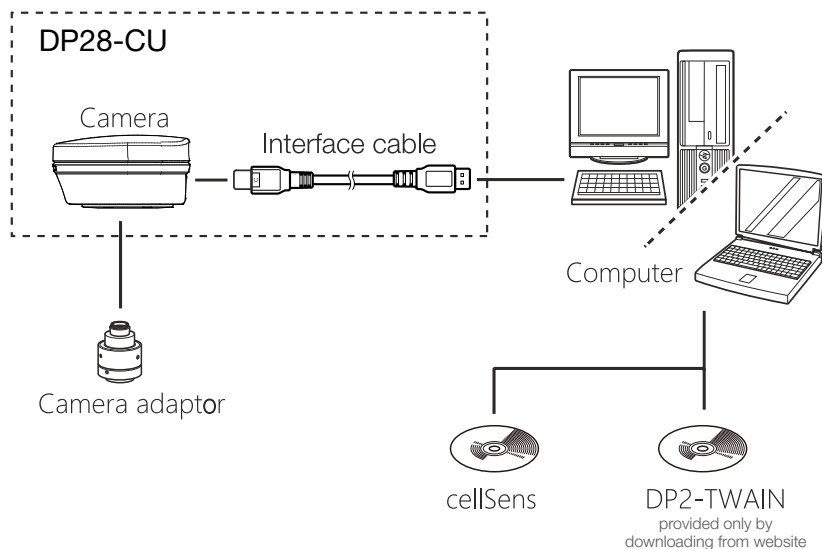 DP28-CU
Camera
Interface cable
Computer
Camera adaptor
cellSens
DP2-TWAIN
provided only by
downloading from website